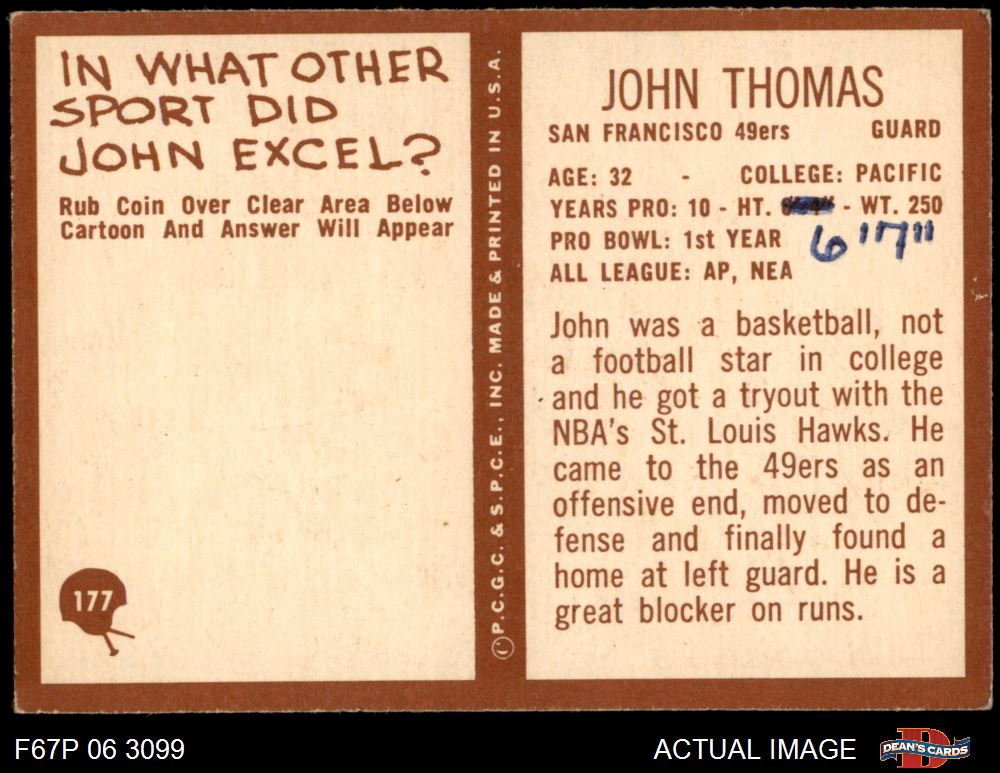 IN WHAT OTHER
SPORT DID
JOHN EXCEL?
Rub Coin Over Clear Area Below
Cartoon And Answer Will Appear
177
© P.C.G.C. & S.P.C.E., INC. MADE & PRINTED IN U.S.A.
JOHN THOMAS
SAN FRANCISCO 49ers GUARD
AGE: 32 - COLLEGE: PACIFIC
YEARS PRO: 10 - HT. - WT. 250
PRO BOWL: 1st YEAR 6'7"
ALL LEAGUE: AP, NEA
John was a basketball, not
a football star in college
and he got a tryout with the
NBA's St. Louis Hawks. He
came to the 49ers as an
offensive end, moved to de-
fense and finally found a
home at left guard. He is a
great blocker on runs.
F67P 06 3099
ACTUAL IMAGE
DEAN'S CARDS